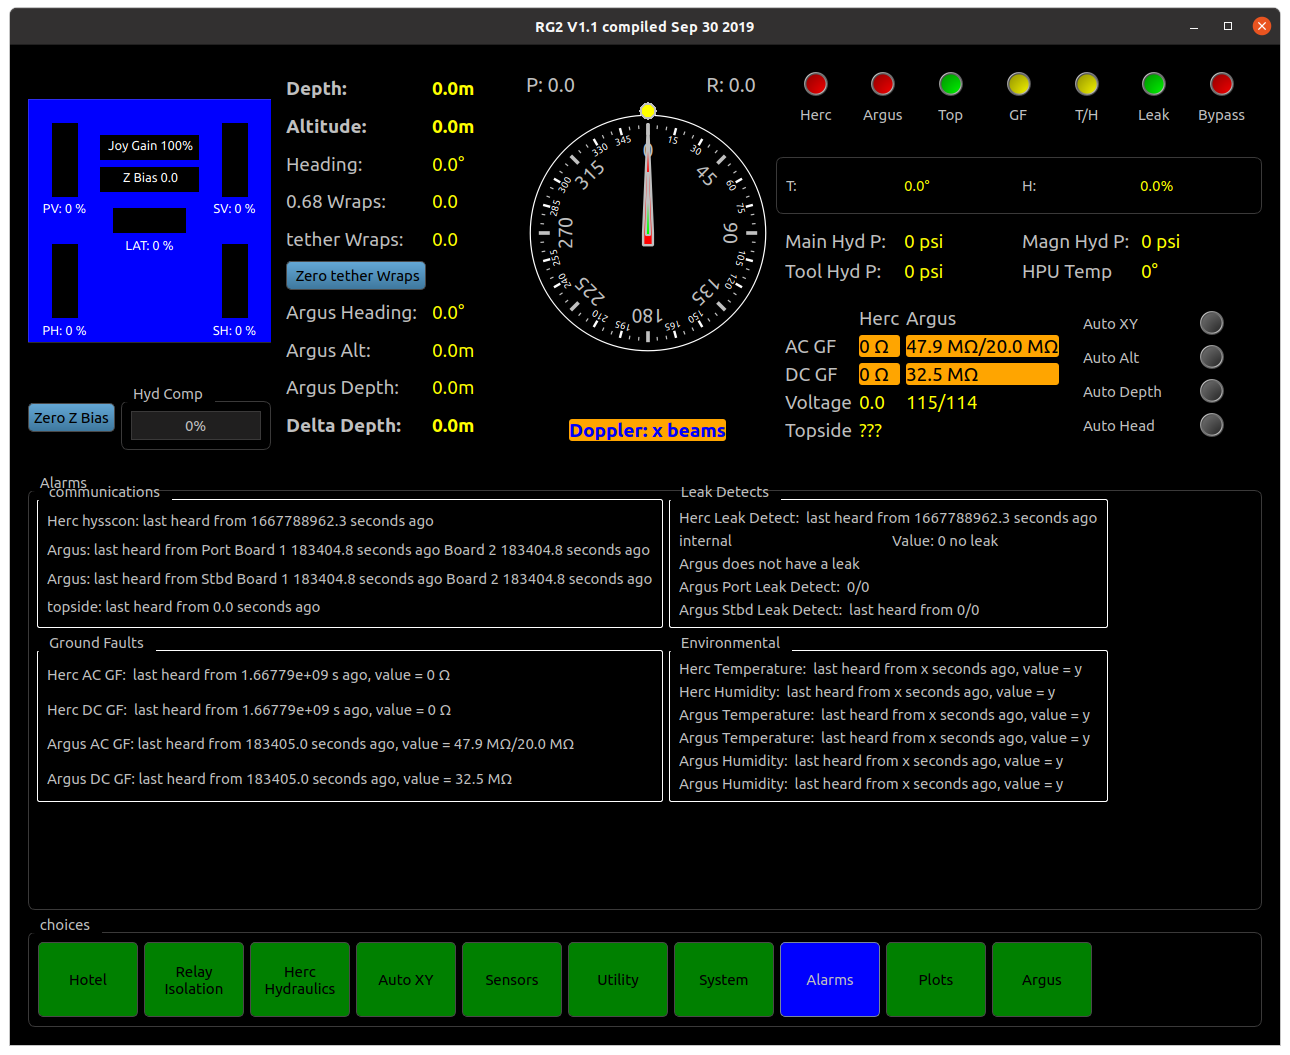 RG2 V1.1 compiled Sep 30 2019
Joy Gain 100%
Z Bias 0.0
PV: 0 %
SV: 0 %
LAT: 0 %
PH: 0 %
SH: 0 %
Zero Z Bias
Hyd Comp
0%
Depth: 0.0m
Altitude: 0.0m
Heading: 0.0°
0.68 Wraps: 0.0
tether Wraps: 0.0
Zero tether Wraps
Argus Heading: 0.0°
Argus Alt: 0.0m
Argus Depth: 0.0m
Delta Depth: 0.0m
P: 0.0 R: 0.0
0
15
30
45
60
75
90
105
120
135
150
165
180
195
210
225
240
255
270
285
300
315
330
345
Doppler: x beams
Herc Argus Top GF T/H Leak Bypass
T: 0.0° H: 0.0%
Main Hyd P: 0 psi Magn Hyd P: 0 psi
Tool Hyd P: 0 psi HPU Temp 0°
Herc Argus
AC GF 0 Ω 47.9 MΩ/20.0 MΩ
DC GF 0 Ω 32.5 MΩ
Voltage 0.0 115/114
Topside ???
Auto XY
Auto Alt
Auto Depth
Auto Head
Alarms
communications
Herc hysscon: last heard from 1667788962.3 seconds ago
Argus: last heard from Port Board 1 183404.8 seconds ago Board 2 183404.8 seconds ago
Argus: last heard from Stbd Board 1 183404.8 seconds ago Board 2 183404.8 seconds ago
topside: last heard from 0.0 seconds ago
Leak Detects
Herc Leak Detect: last heard from 1667788962.3 seconds ago
internal Value: 0 no leak
Argus does not have a leak
Argus Port Leak Detect: 0/0
Argus Stbd Leak Detect: last heard from 0/0
Ground Faults
Herc AC GF: last heard from 1.66779e+09 s ago, value = 0 Ω
Herc DC GF: last heard from 1.66779e+09 s ago, value = 0 Ω
Argus AC GF: last heard from 183405.0 seconds ago, value = 47.9 MΩ/20.0 MΩ
Argus DC GF: last heard from 183405.0 seconds ago, value = 32.5 MΩ
Environmental
Herc Temperature: last heard from x seconds ago, value = y
Herc Humidity: last heard from x seconds ago, value = y
Argus Temperature: last heard from x seconds ago, value = y
Argus Temperature: last heard from x seconds ago, value = y
Argus Humidity: last heard from x seconds ago, value = y
Argus Humidity: last heard from x seconds ago, value = y
choices
Hotel
Relay
Isolation
Herc
Hydraulics
Auto XY
Sensors
Utility
System
Alarms
Plots
Argus